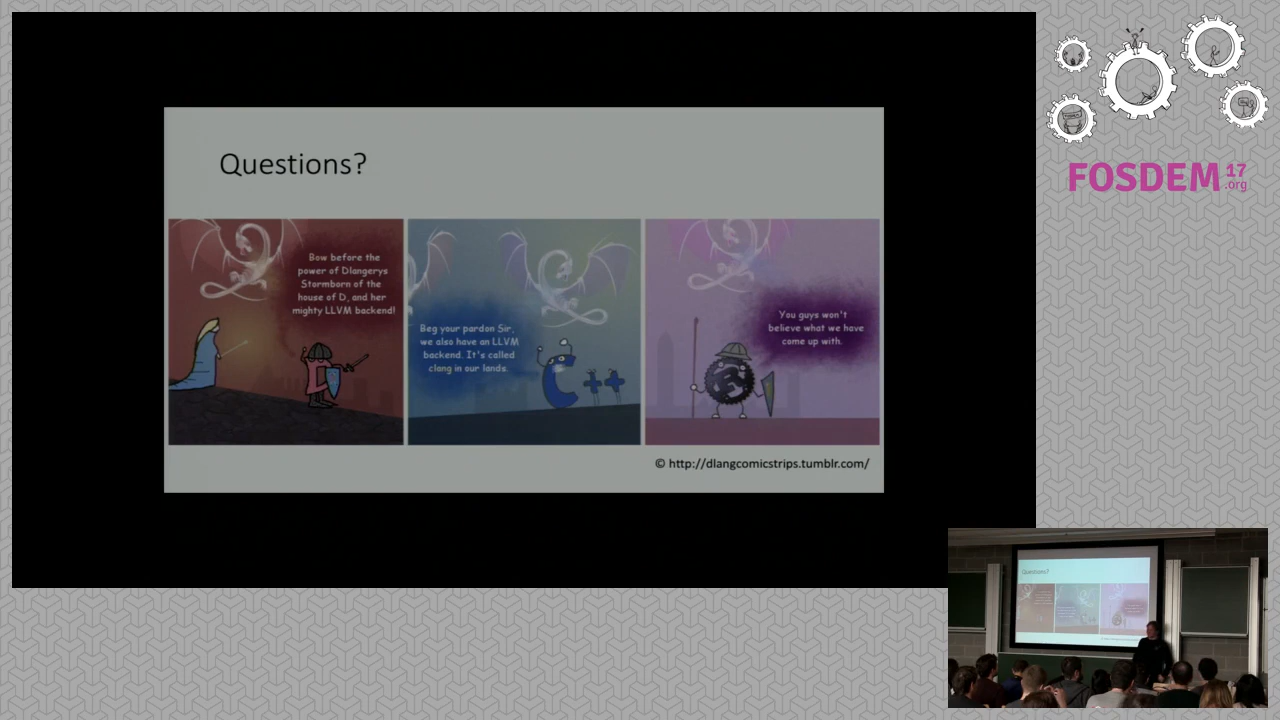 Questions?
Bow before the
power of Dlangerys
Stormborn of the
house of D, and her
mighty LLVM backend!
Beg your pardon Sir,
we also have an LLVM
backend. It's called
clang in our lands.
C++
You guys won't
believe what we have
come up with.
R
© http://dlangcomicstrips.tumblr.com/
FOSDEM 17
.org
Questions?